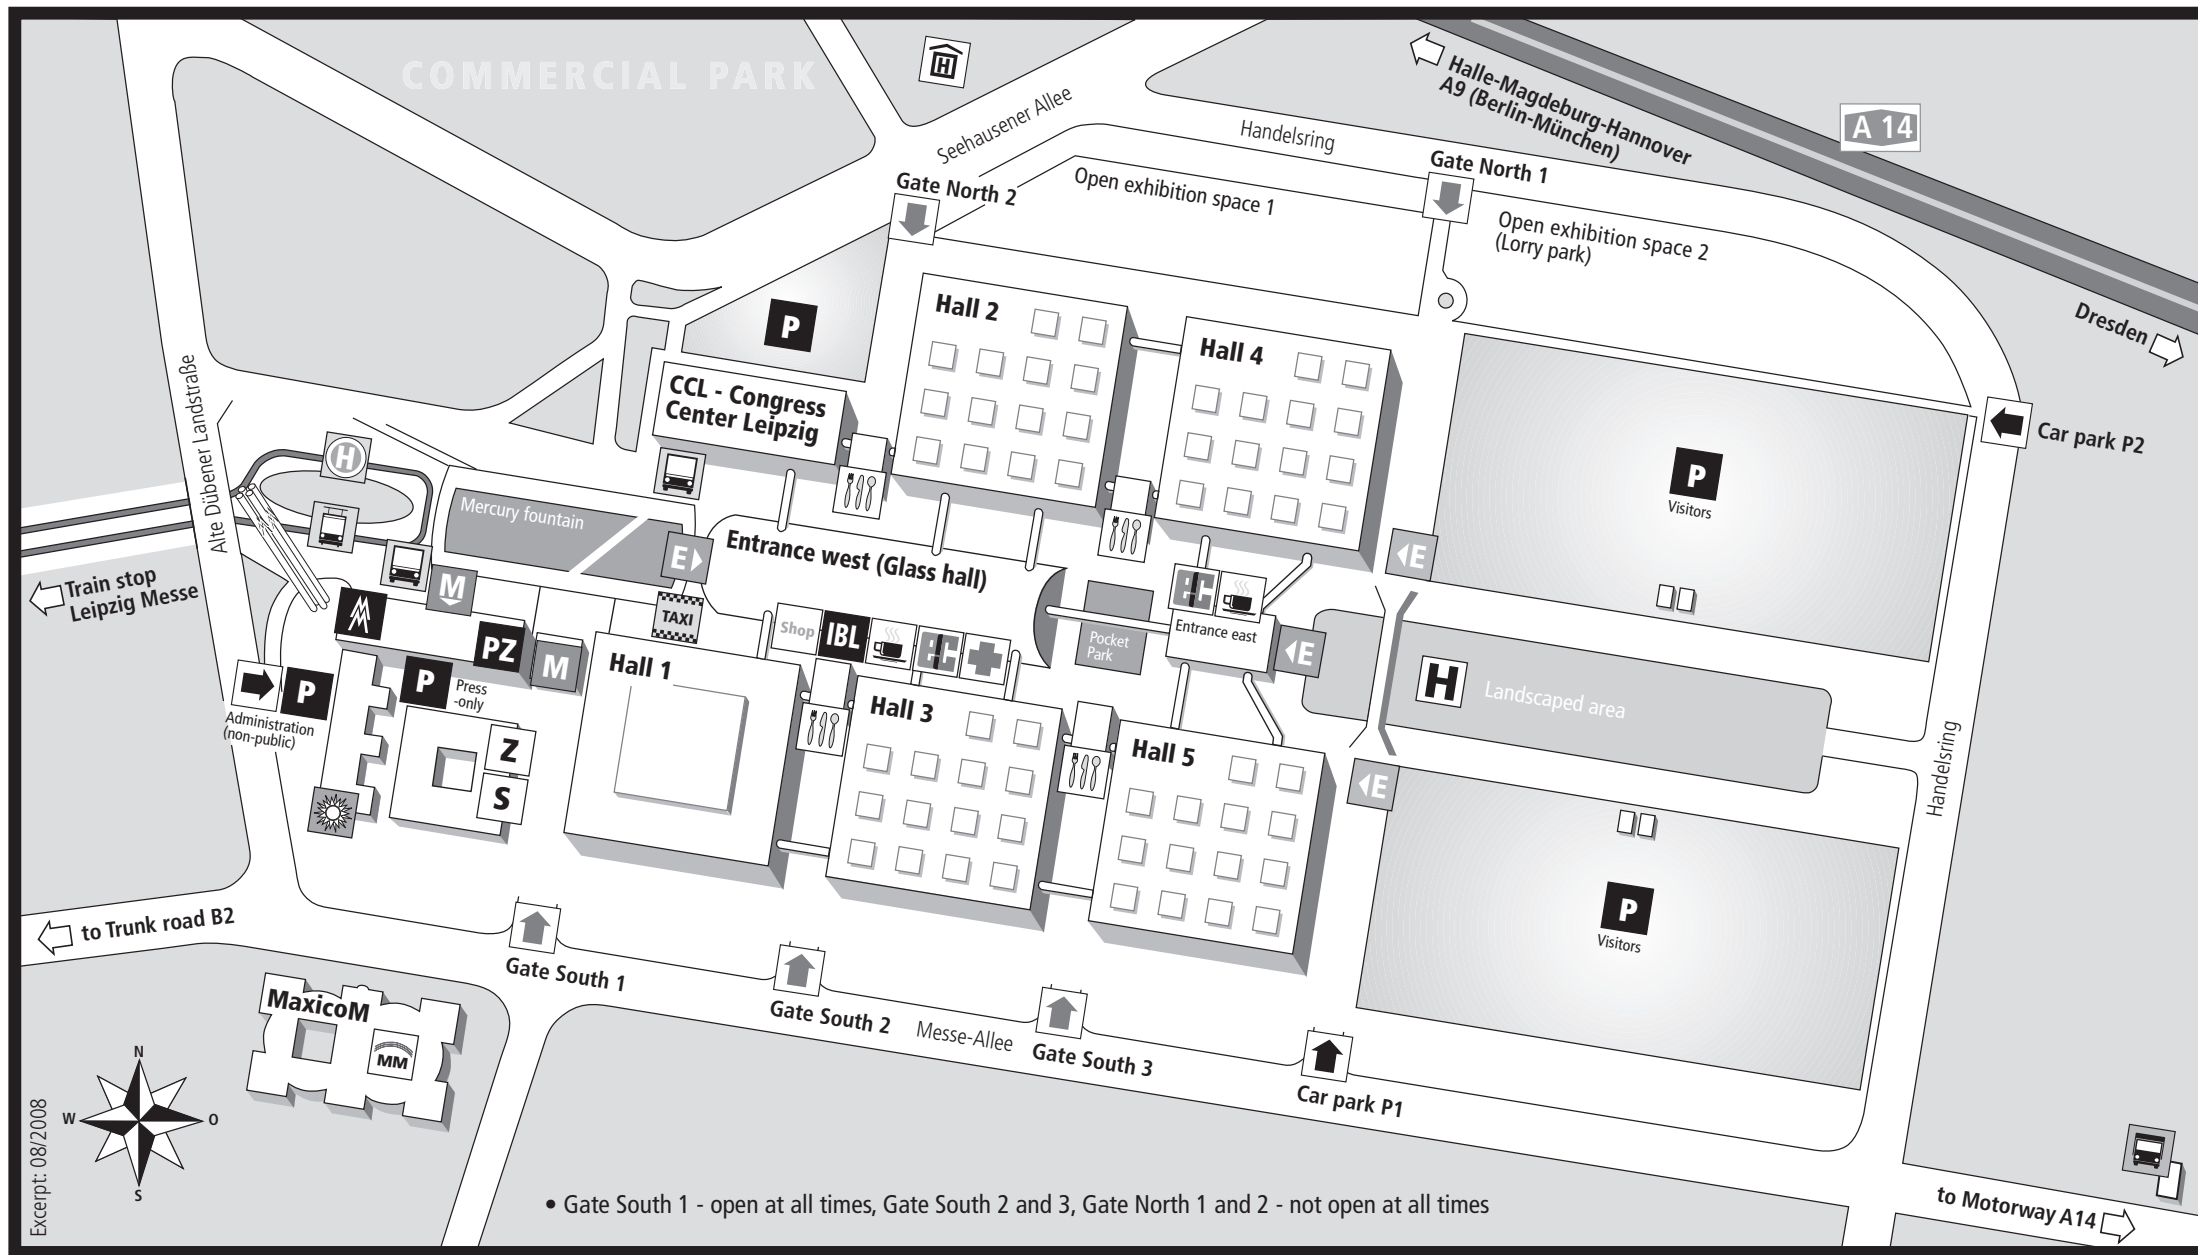 COMMERCIAL PARK
H
Seehausener Allee
Handelsring
Halle-Magdeburg-Hannover
A9 (Berlin-München)
A 14
Dresden
Gate North 1
Gate North 2
Open exhibition space 1
Open exhibition space 2
(Lorry park)
P
Hall 2
Hall 4
CCL - Congress
Center Leipzig
Car park P2
P
Visitors
Alte Dübener Landstraße
H
Mercury fountain
E
Entrance west (Glass hall)
E
Train stop
Leipzig Messe
M
TAXI
Shop
IBL
Pocket
Park
Entrance east
E
PZ
M
Hall 1
P
Press
-only
P
Administration
(non-public)
Hall 3
H
Landscaped area
Z
S
Hall 5
E
Handelsring
P
Visitors
to Trunk road B2
Gate South 1
Gate South 2
Messe-Allee
Gate South 3
Car park P1
MaxicoM
MM
N
W
O
S
Excerpt: 08/2008
• Gate South 1 - open at all times, Gate South 2 and 3, Gate North 1 and 2 - not open at all times
to Motorway A14